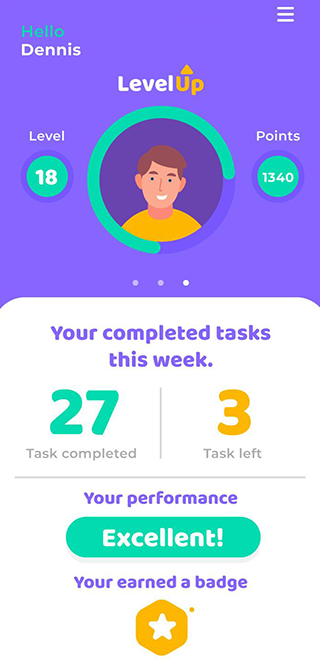 Hello
Dennis
LevelUp
Level
Points
18
1340
Your completed tasks
this week.
27
3
Task completed
Task left
Your performance
Excellent!
Your earned a badge